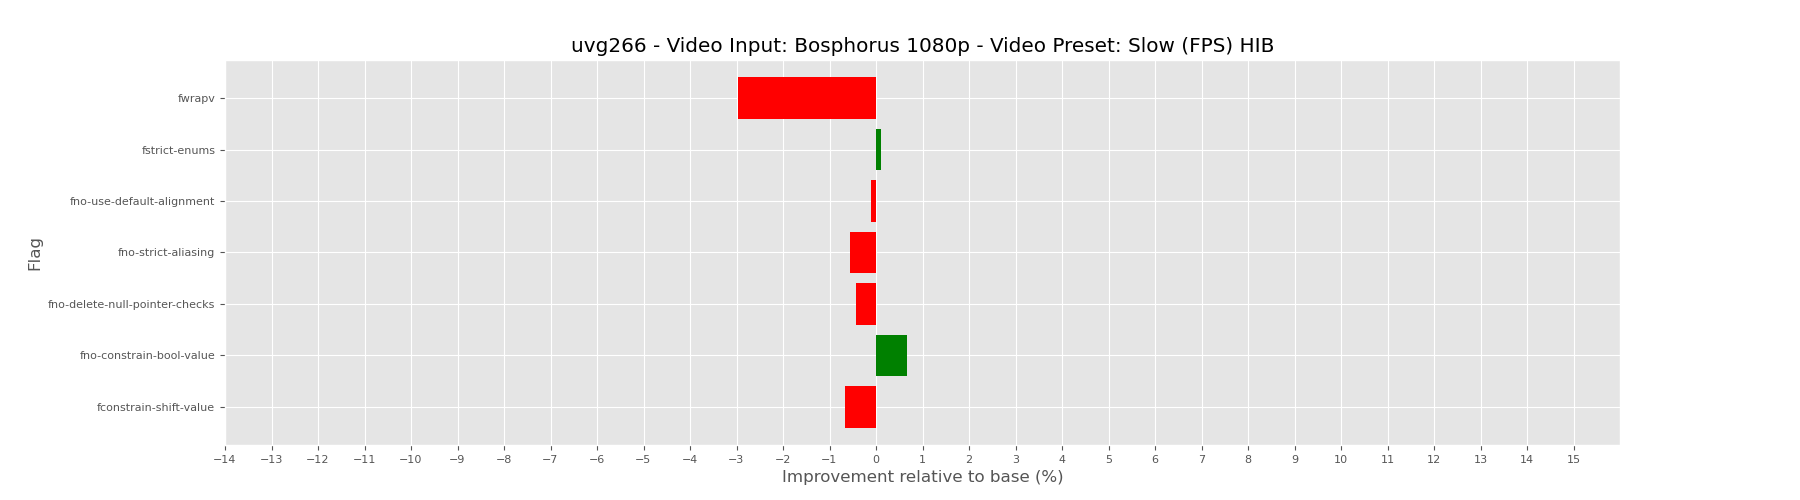 uvg266 - Video Input: Bosphorus 1080p - Video Preset: Slow (FPS) HIB
Flag
fwrapv
fstrict-enums
fno-use-default-alignment
fno-strict-aliasing
fno-delete-null-pointer-checks
fno-constrain-bool-value
fconstrain-shift-value
−14 −13 −12 −11 −10 −9 −8 −7 −6 −5 −4 −3 −2 −1 0 1 2 3 4 5 6 7 8 9 10 11 12 13 14 15
Improvement relative to base (%)